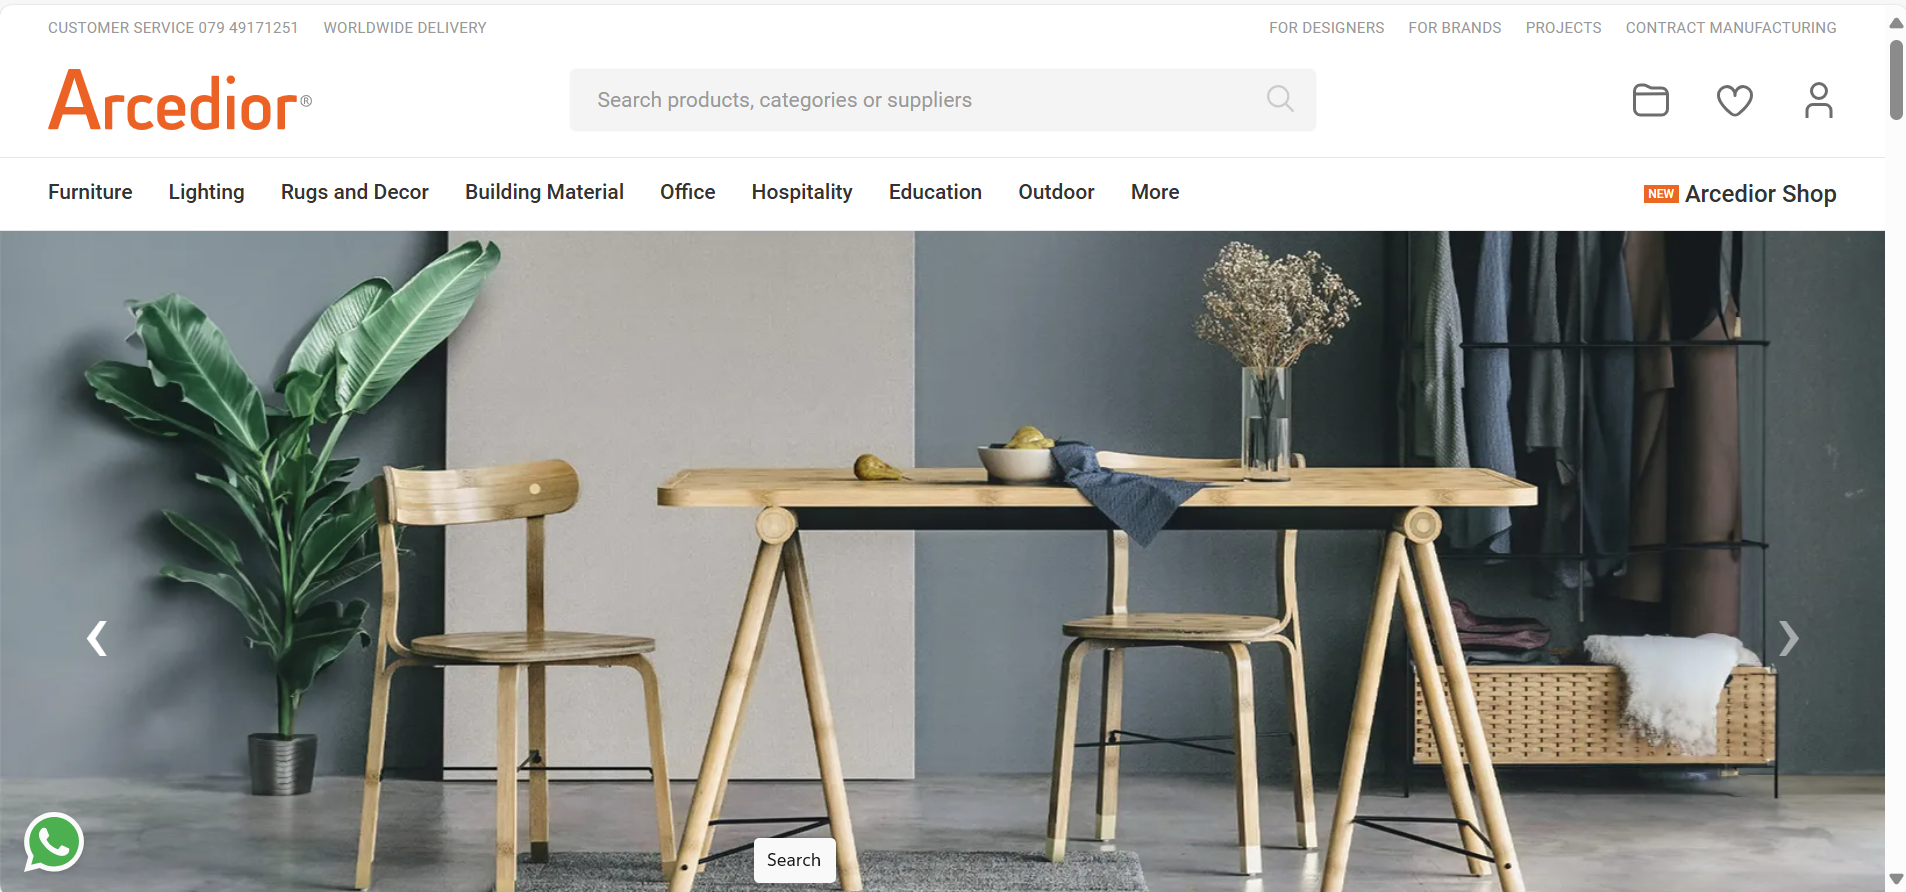 CUSTOMER SERVICE 079 49171251 WORLDWIDE DELIVERY FOR DESIGNERS FOR BRANDS PROJECTS CONTRACT MANUFACTURING
Arcedior®
Search products, categories or suppliers
Furniture Lighting Rugs and Decor Building Material Office Hospitality Education Outdoor More NEW Arcedior Shop
Search